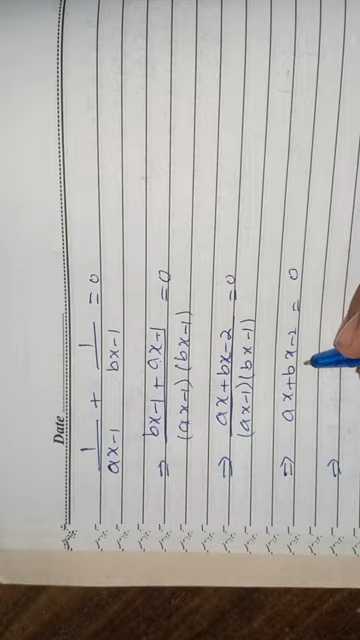 Date
1/(ax-1) + 1/(bx-1) = 0
⇒ (bx-1 + ax-1)/((ax-1)(bx-1)) = 0
⇒ (ax+bx-2)/((ax-1)(bx-1)) = 0
⇒ ax+bx-2 = 0
⇒